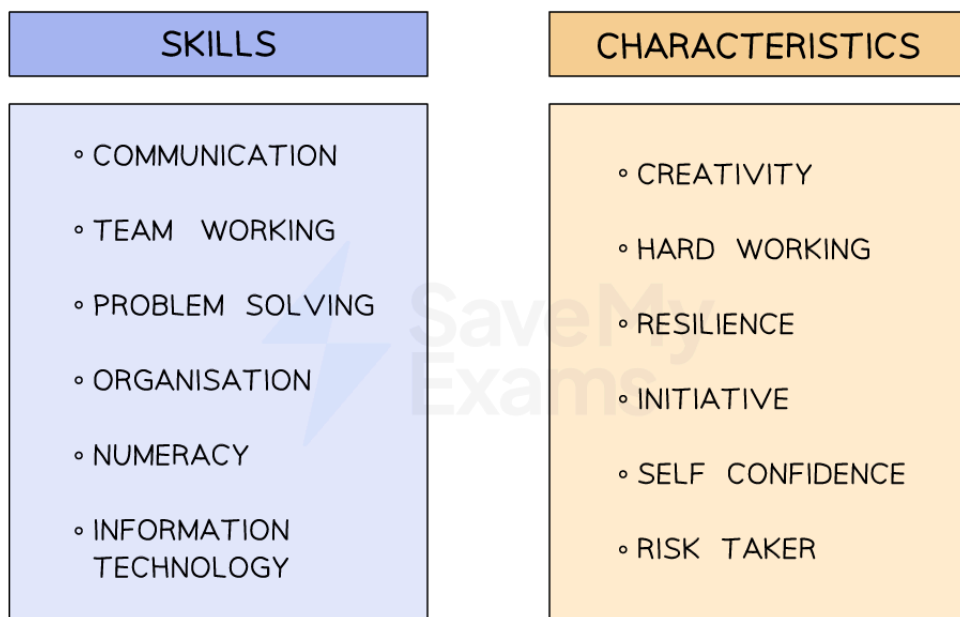 SKILLS
◦ COMMUNICATION
◦ TEAM WORKING
◦ PROBLEM SOLVING
◦ ORGANISATION
◦ NUMERACY
◦ INFORMATION
TECHNOLOGY
CHARACTERISTICS
◦ CREATIVITY
◦ HARD WORKING
◦ RESILIENCE
◦ INITIATIVE
◦ SELF CONFIDENCE
◦ RISK TAKER
SaveMy
Exams